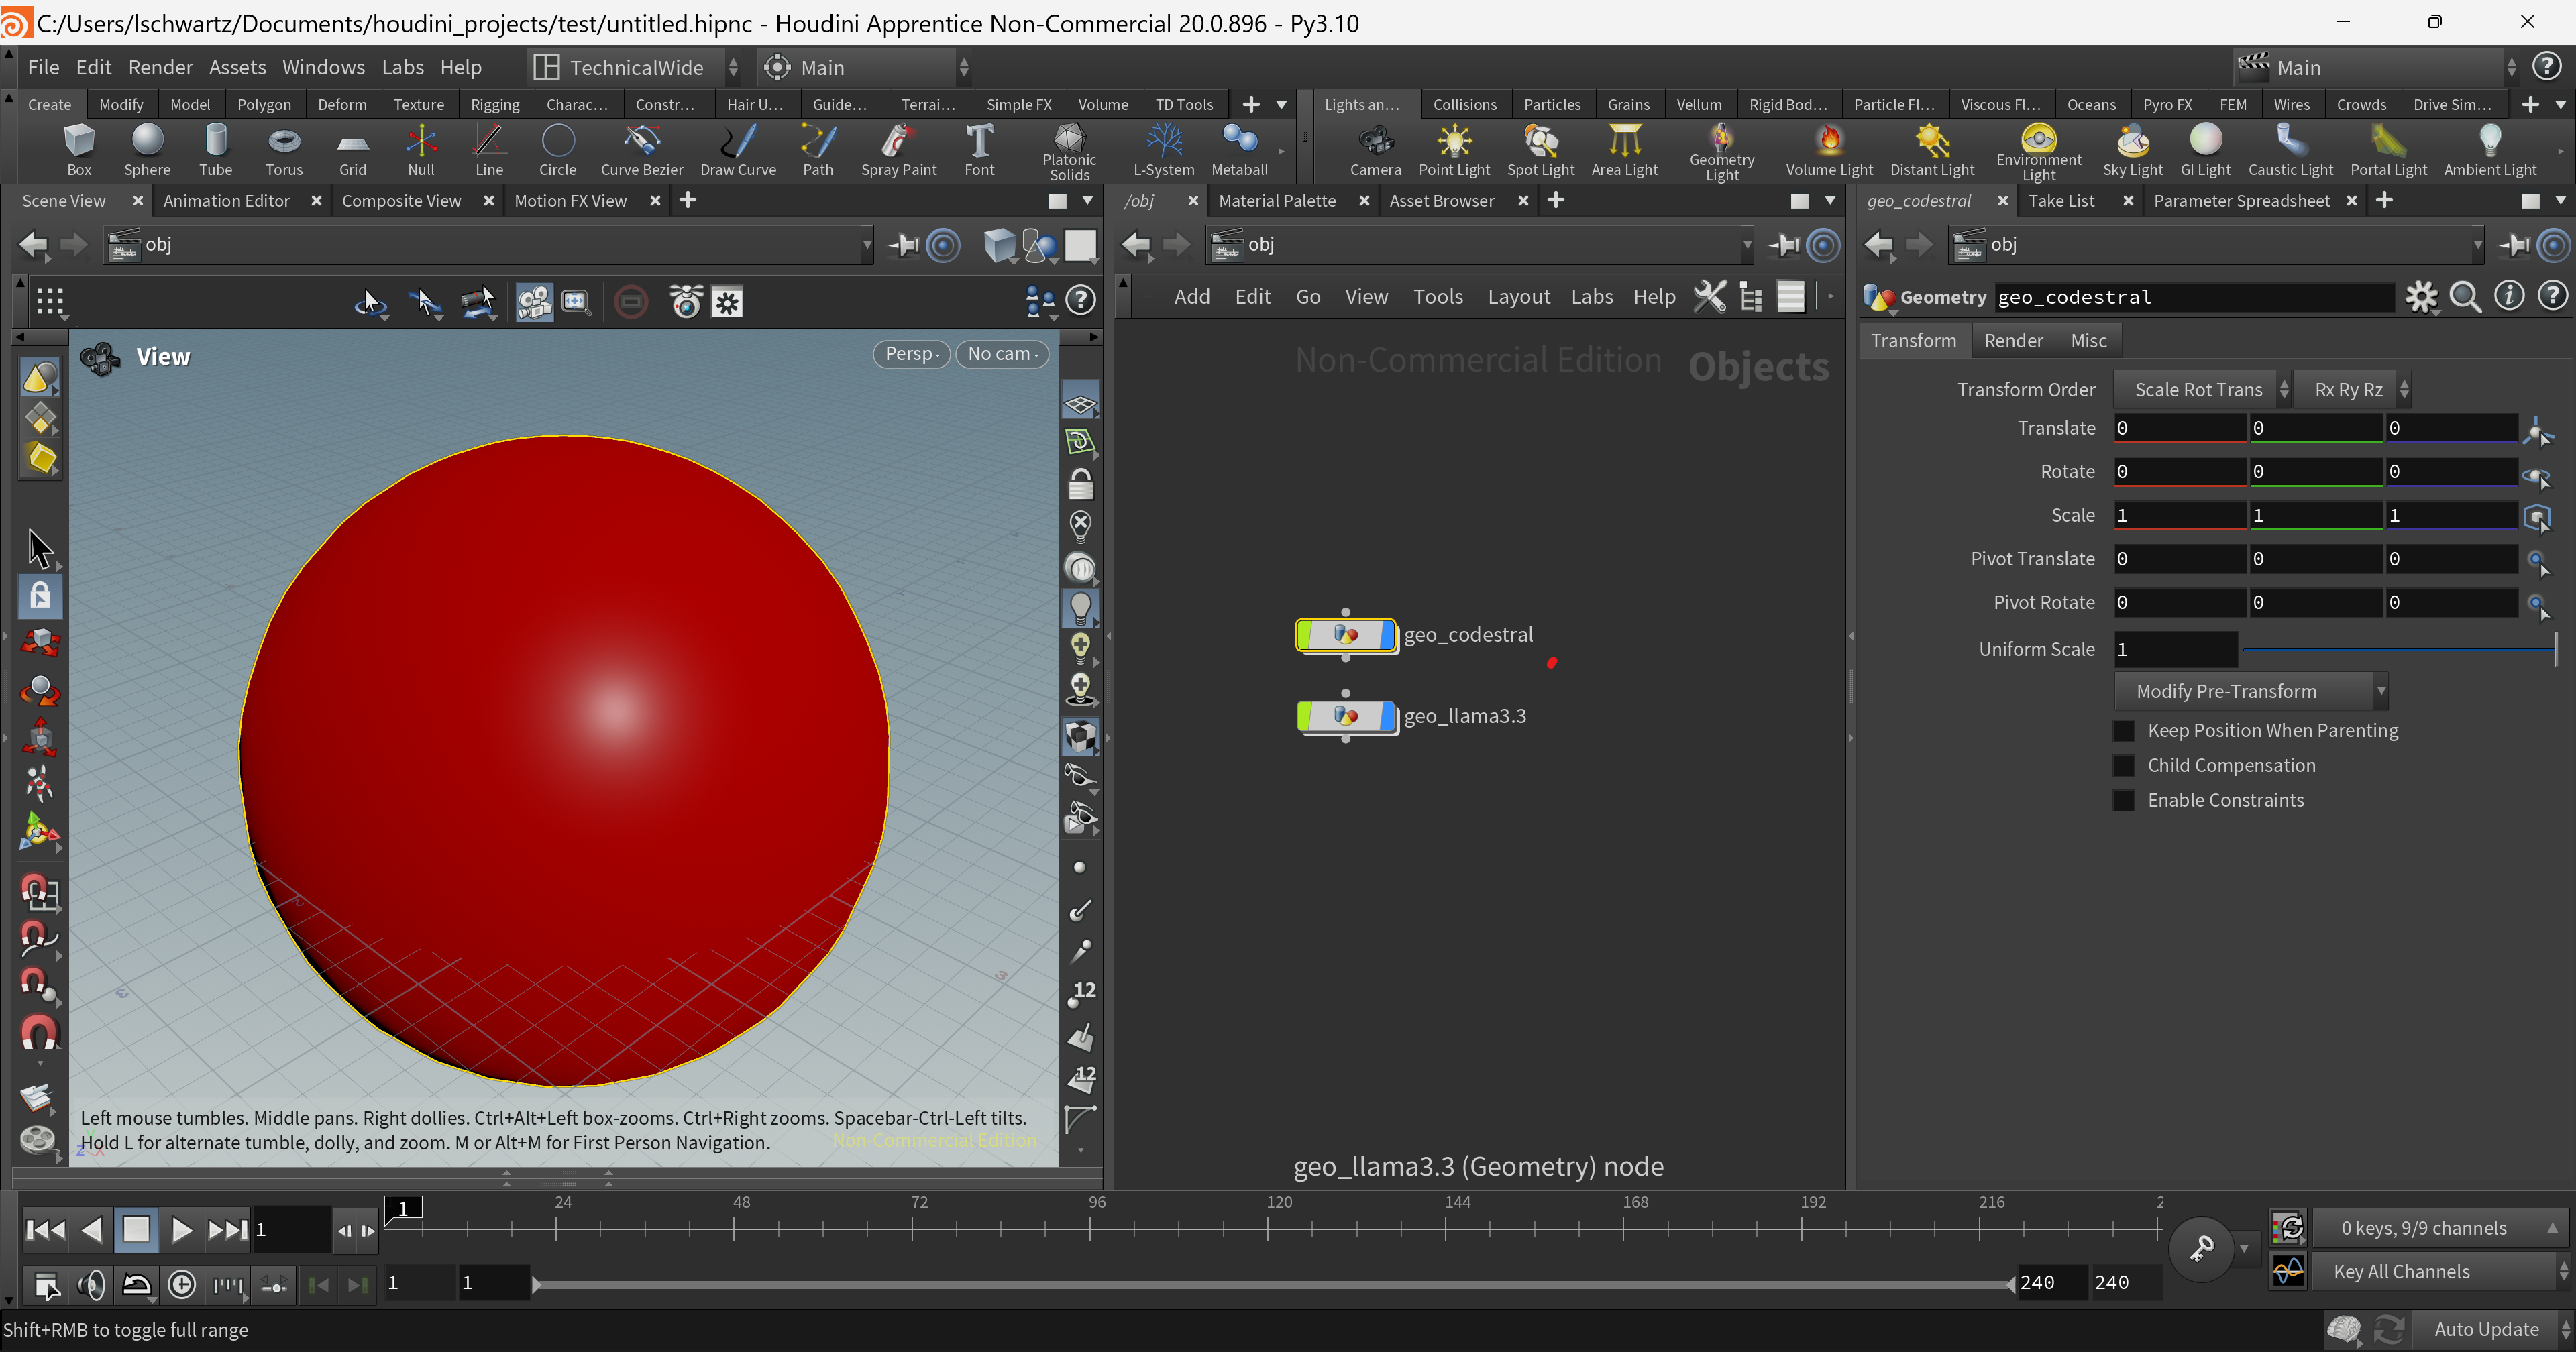 C:/Users/lschwartz/Documents/houdini_projects/test/untitled.hipnc - Houdini Apprentice Non-Commercial 20.0.896 - Py3.10
File Edit Render Assets Windows Labs Help TechnicalWide Main Main
Create Modify Model Polygon Deform Texture Rigging Charac... Constr... Hair U... Guide... Terrai... Simple FX Volume TD Tools Lights an... Collisions Particles Grains Vellum Rigid Bod... Particle Fl... Viscous Fl... Oceans Pyro FX FEM Wires Crowds Drive Sim...
Box Sphere Tube Torus Grid Null Line Circle Curve Bezier Draw Curve Path Spray Paint Font Platonic Solids L-System Metaball Camera Point Light Spot Light Area Light Geometry Light Volume Light Distant Light Environment Light Sky Light GI Light Caustic Light Portal Light Ambient Light
Scene View Animation Editor Composite View Motion FX View /obj Material Palette Asset Browser geo_codestral Take List Parameter Spreadsheet
obj obj obj
Add Edit Go View Tools Layout Labs Help
Geometry geo_codestral
View Persp No cam
Non-Commercial Edition Objects
Transform Render Misc
Transform Order Scale Rot Trans Rx Ry Rz
Translate 0 0 0
Rotate 0 0 0
Scale 1 1 1
Pivot Translate 0 0 0
Pivot Rotate 0 0 0
Uniform Scale 1
Modify Pre-Transform
Keep Position When Parenting
Child Compensation
Enable Constraints
geo_codestral
geo_llama3.3
12
12
Left mouse tumbles. Middle pans. Right dollies. Ctrl+Alt+Left box-zooms. Ctrl+Right zooms. Spacebar-Ctrl-Left tilts.
Hold L for alternate tumble, dolly, and zoom. M or Alt+M for First Person Navigation.
Non-Commercial Edition
geo_llama3.3 (Geometry) node
1 1 24 48 72 96 120 144 168 192 216 2
0 keys, 9/9 channels
1 1 240 240
Key All Channels
Shift+RMB to toggle full range
Auto Update